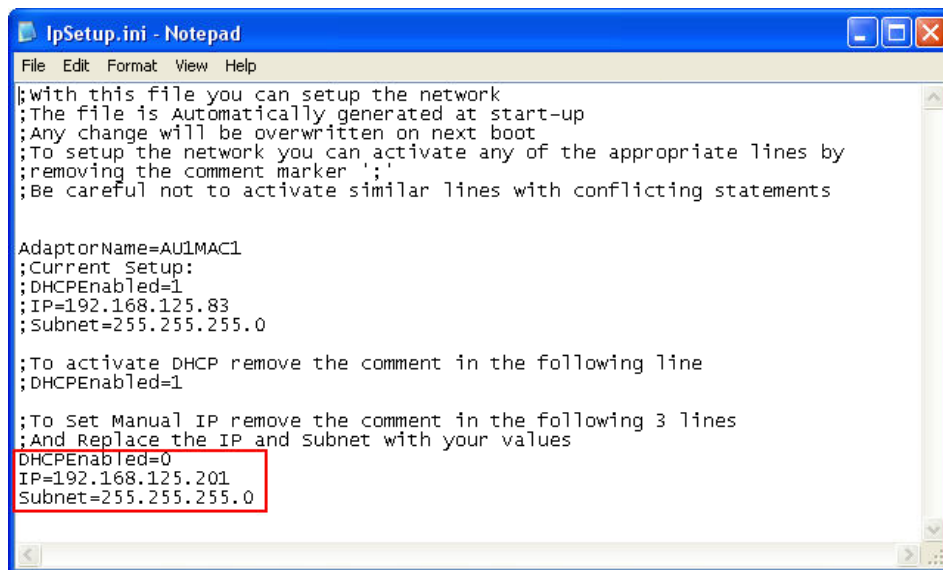 IpSetup.ini - Notepad
File Edit Format View Help
;With this file you can setup the network
;The file is Automatically generated at start-up
;Any change will be overwritten on next boot
;To setup the network you can activate any of the appropriate lines by
;removing the comment marker ';'
;Be careful not to activate similar lines with conflicting statements
AdaptorName=AU1MAC1
;Current Setup:
;DHCPEnabled=1
;IP=192.168.125.83
;Subnet=255.255.255.0
;To activate DHCP remove the comment in the following line
;DHCPEnabled=1
;To Set Manual IP remove the comment in the following 3 lines
;And Replace the IP and Subnet with your values
DHCPEnabled=0
IP=192.168.125.201
Subnet=255.255.255.0